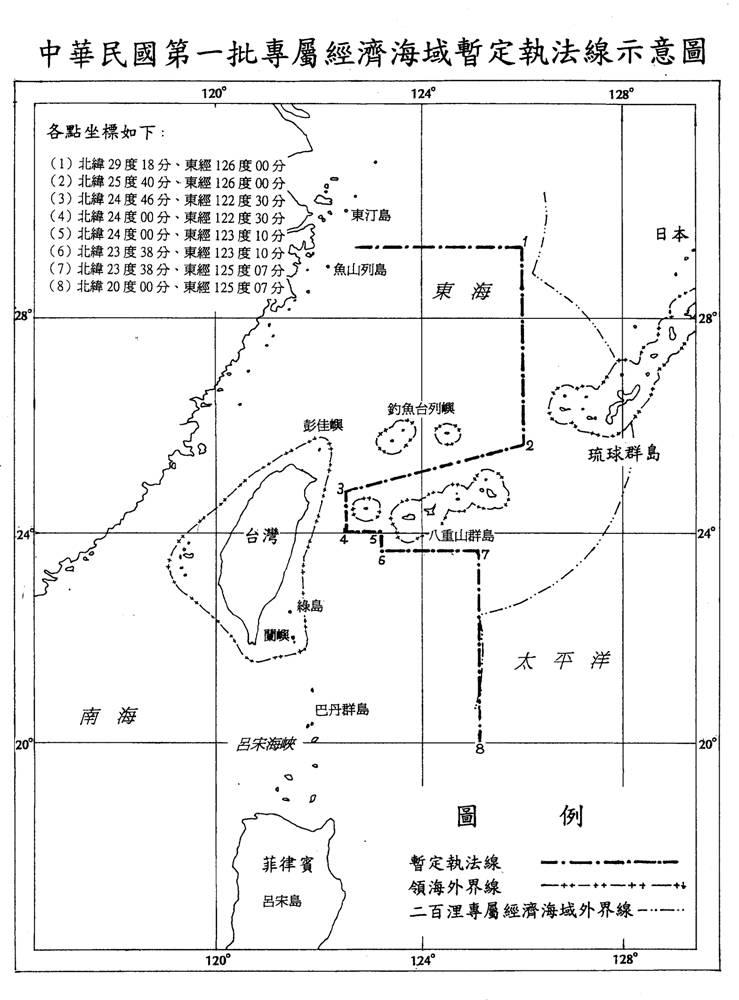 中華民國第一批專屬經濟海域暫定執法線示意圖
120°
124°
128°
各點坐標如下：
（1）北緯 29 度 18 分、東經 126 度 00 分
（2）北緯 25 度 40 分、東經 126 度 00 分
（3）北緯 24 度 46 分、東經 122 度 30 分
（4）北緯 24 度 00 分、東經 122 度 30 分
（5）北緯 24 度 00 分、東經 123 度 10 分
（6）北緯 23 度 38 分、東經 123 度 10 分
（7）北緯 23 度 38 分、東經 125 度 07 分
（8）北緯 20 度 00 分、東經 125 度 07 分
東汀島
日本
1
魚山列島
東海
28°
28°
釣魚台列嶼
彭佳嶼
2
琉球群島
3
台灣
24°
24°
4
5
八重山群島
6
7
綠島
蘭嶼
太平洋
南海
巴丹群島
呂宋海峽
20°
20°
8
圖例
菲律賓
呂宋島
暫定執法線
領海外界線
二百浬專屬經濟海域外界線
120°
124°
128°